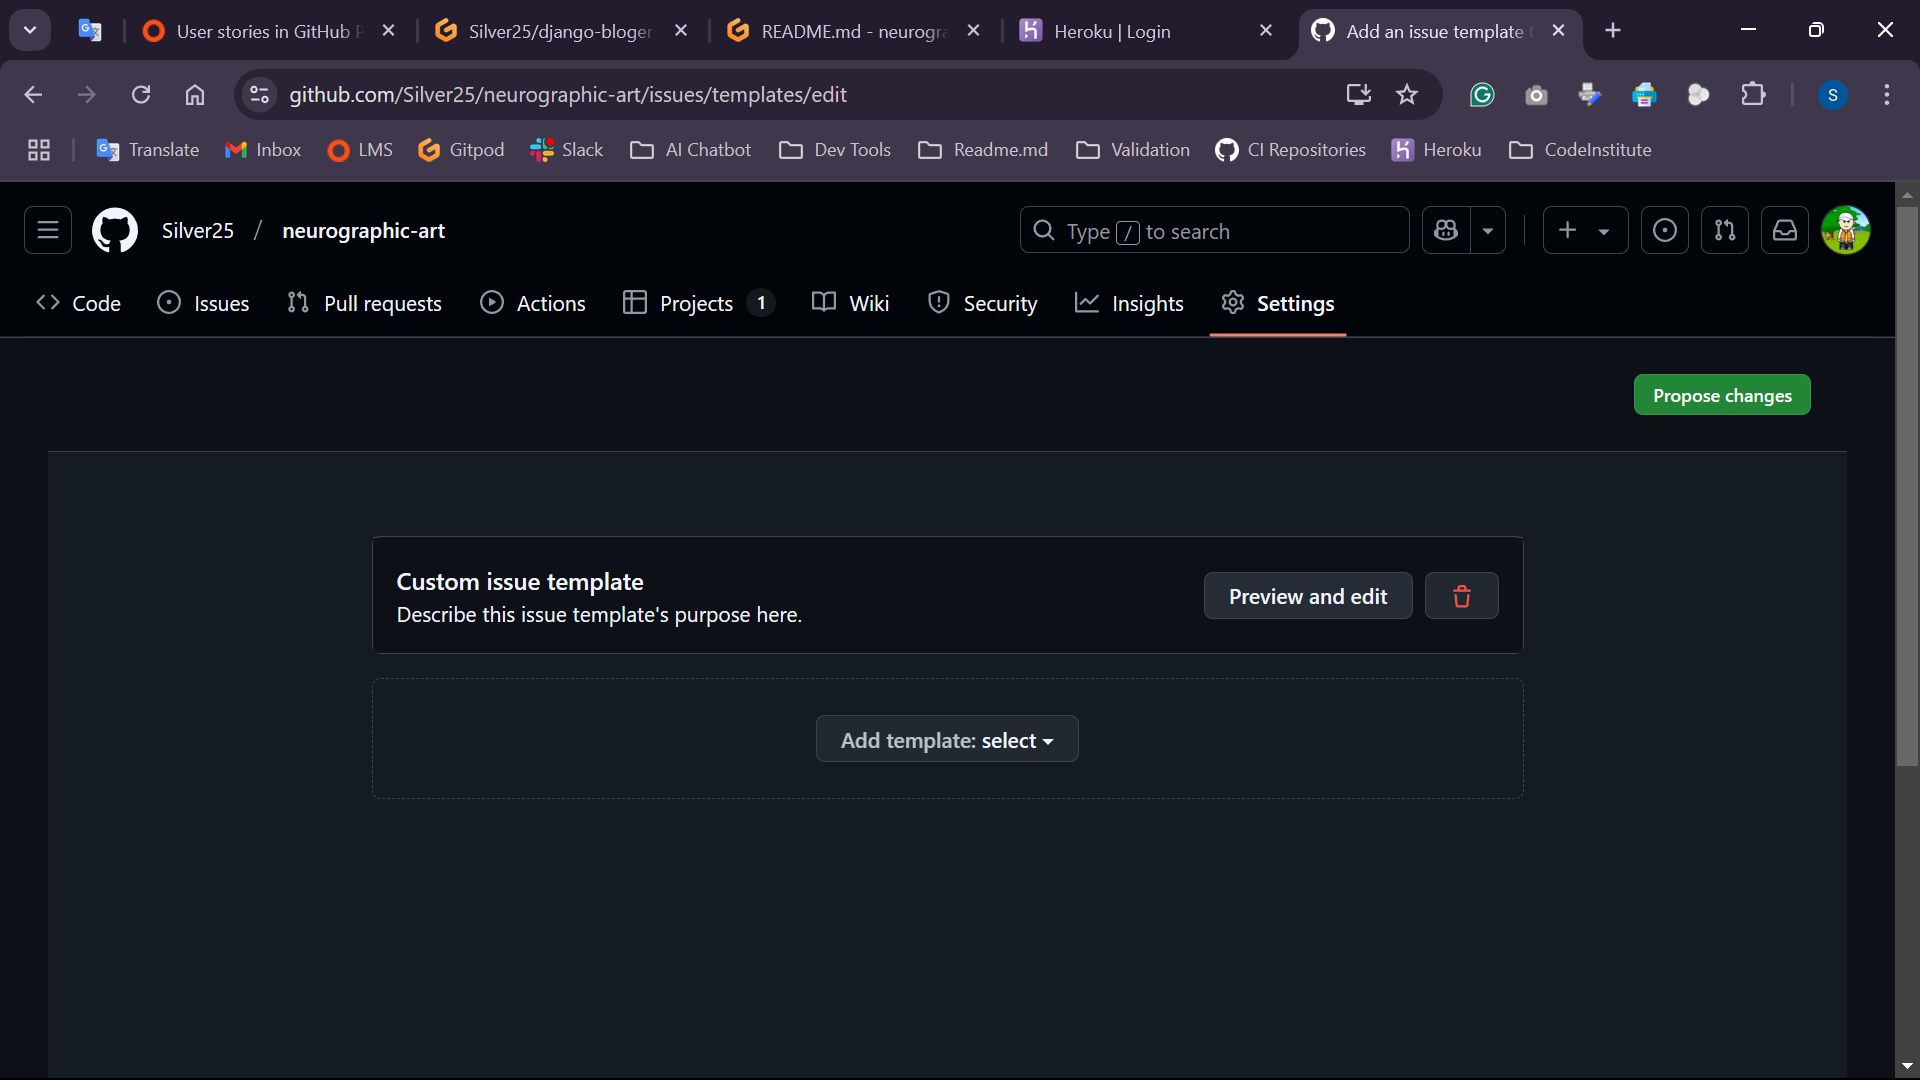 User stories in GitHub
Silver25/django-bloger
README.md - neurogra
Heroku | Login
Add an issue template
github.com/Silver25/neurographic-art/issues/templates/edit
S
Translate
Inbox
LMS
Gitpod
Slack
AI Chatbot
Dev Tools
Readme.md
Validation
CI Repositories
Heroku
CodeInstitute
Silver25 / neurographic-art
Type / to search
Code
Issues
Pull requests
Actions
Projects 1
Wiki
Security
Insights
Settings
Propose changes
Custom issue template
Describe this issue template's purpose here.
Preview and edit
Add template: select